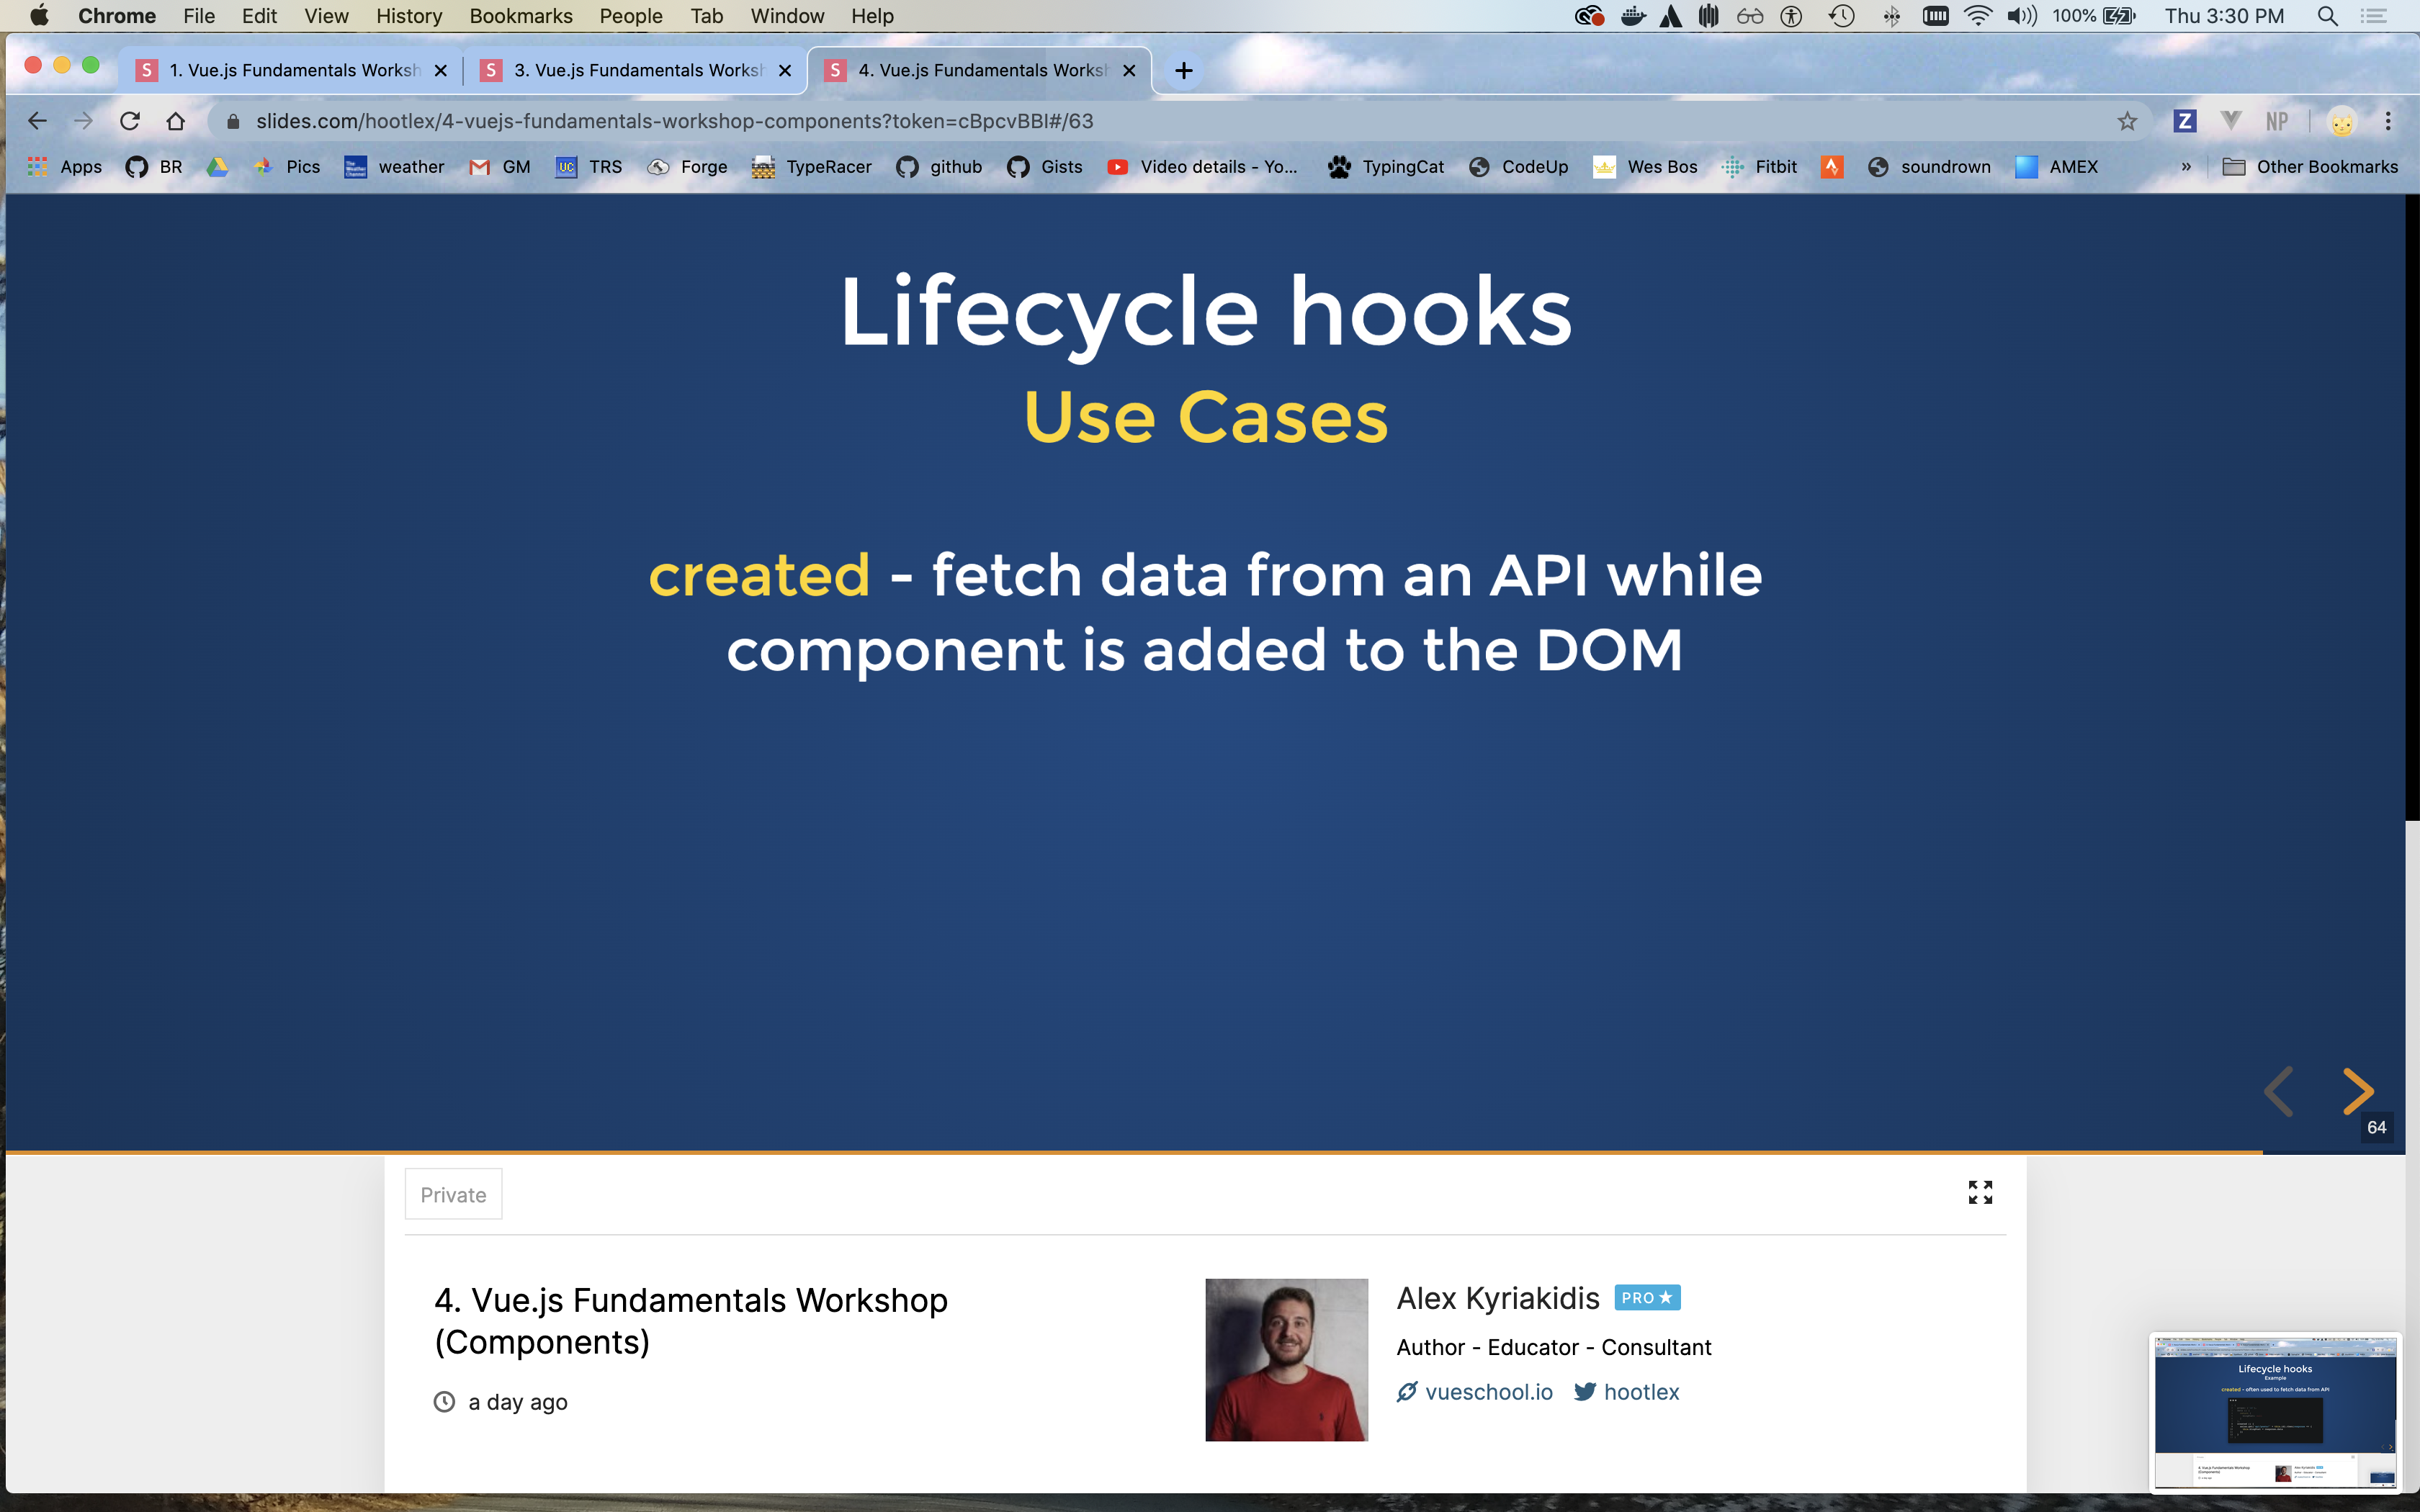 Chrome File Edit View History Bookmarks People Tab Window Help 100% Thu 3:30 PM
S 1. Vue.js Fundamentals Worksh S 3. Vue.js Fundamentals Worksh S 4. Vue.js Fundamentals Worksh
slides.com/hootlex/4-vuejs-fundamentals-workshop-components?token=cBpcvBBI#/63 Z NP
Apps BR Pics weather GM UC TRS Forge TypeRacer github Gists Video details - Yo... TypingCat CodeUp Wes Bos Fitbit soundrown AMEX » Other Bookmarks
Lifecycle hooks
Use Cases
created - fetch data from an API while
component is added to the DOM
64
Private
4. Vue.js Fundamentals Workshop
(Components)
a day ago
Alex Kyriakidis PRO
Author - Educator - Consultant
vueschool.io hootlex
Lifecycle hooks
Example
created - often used to fetch data from API